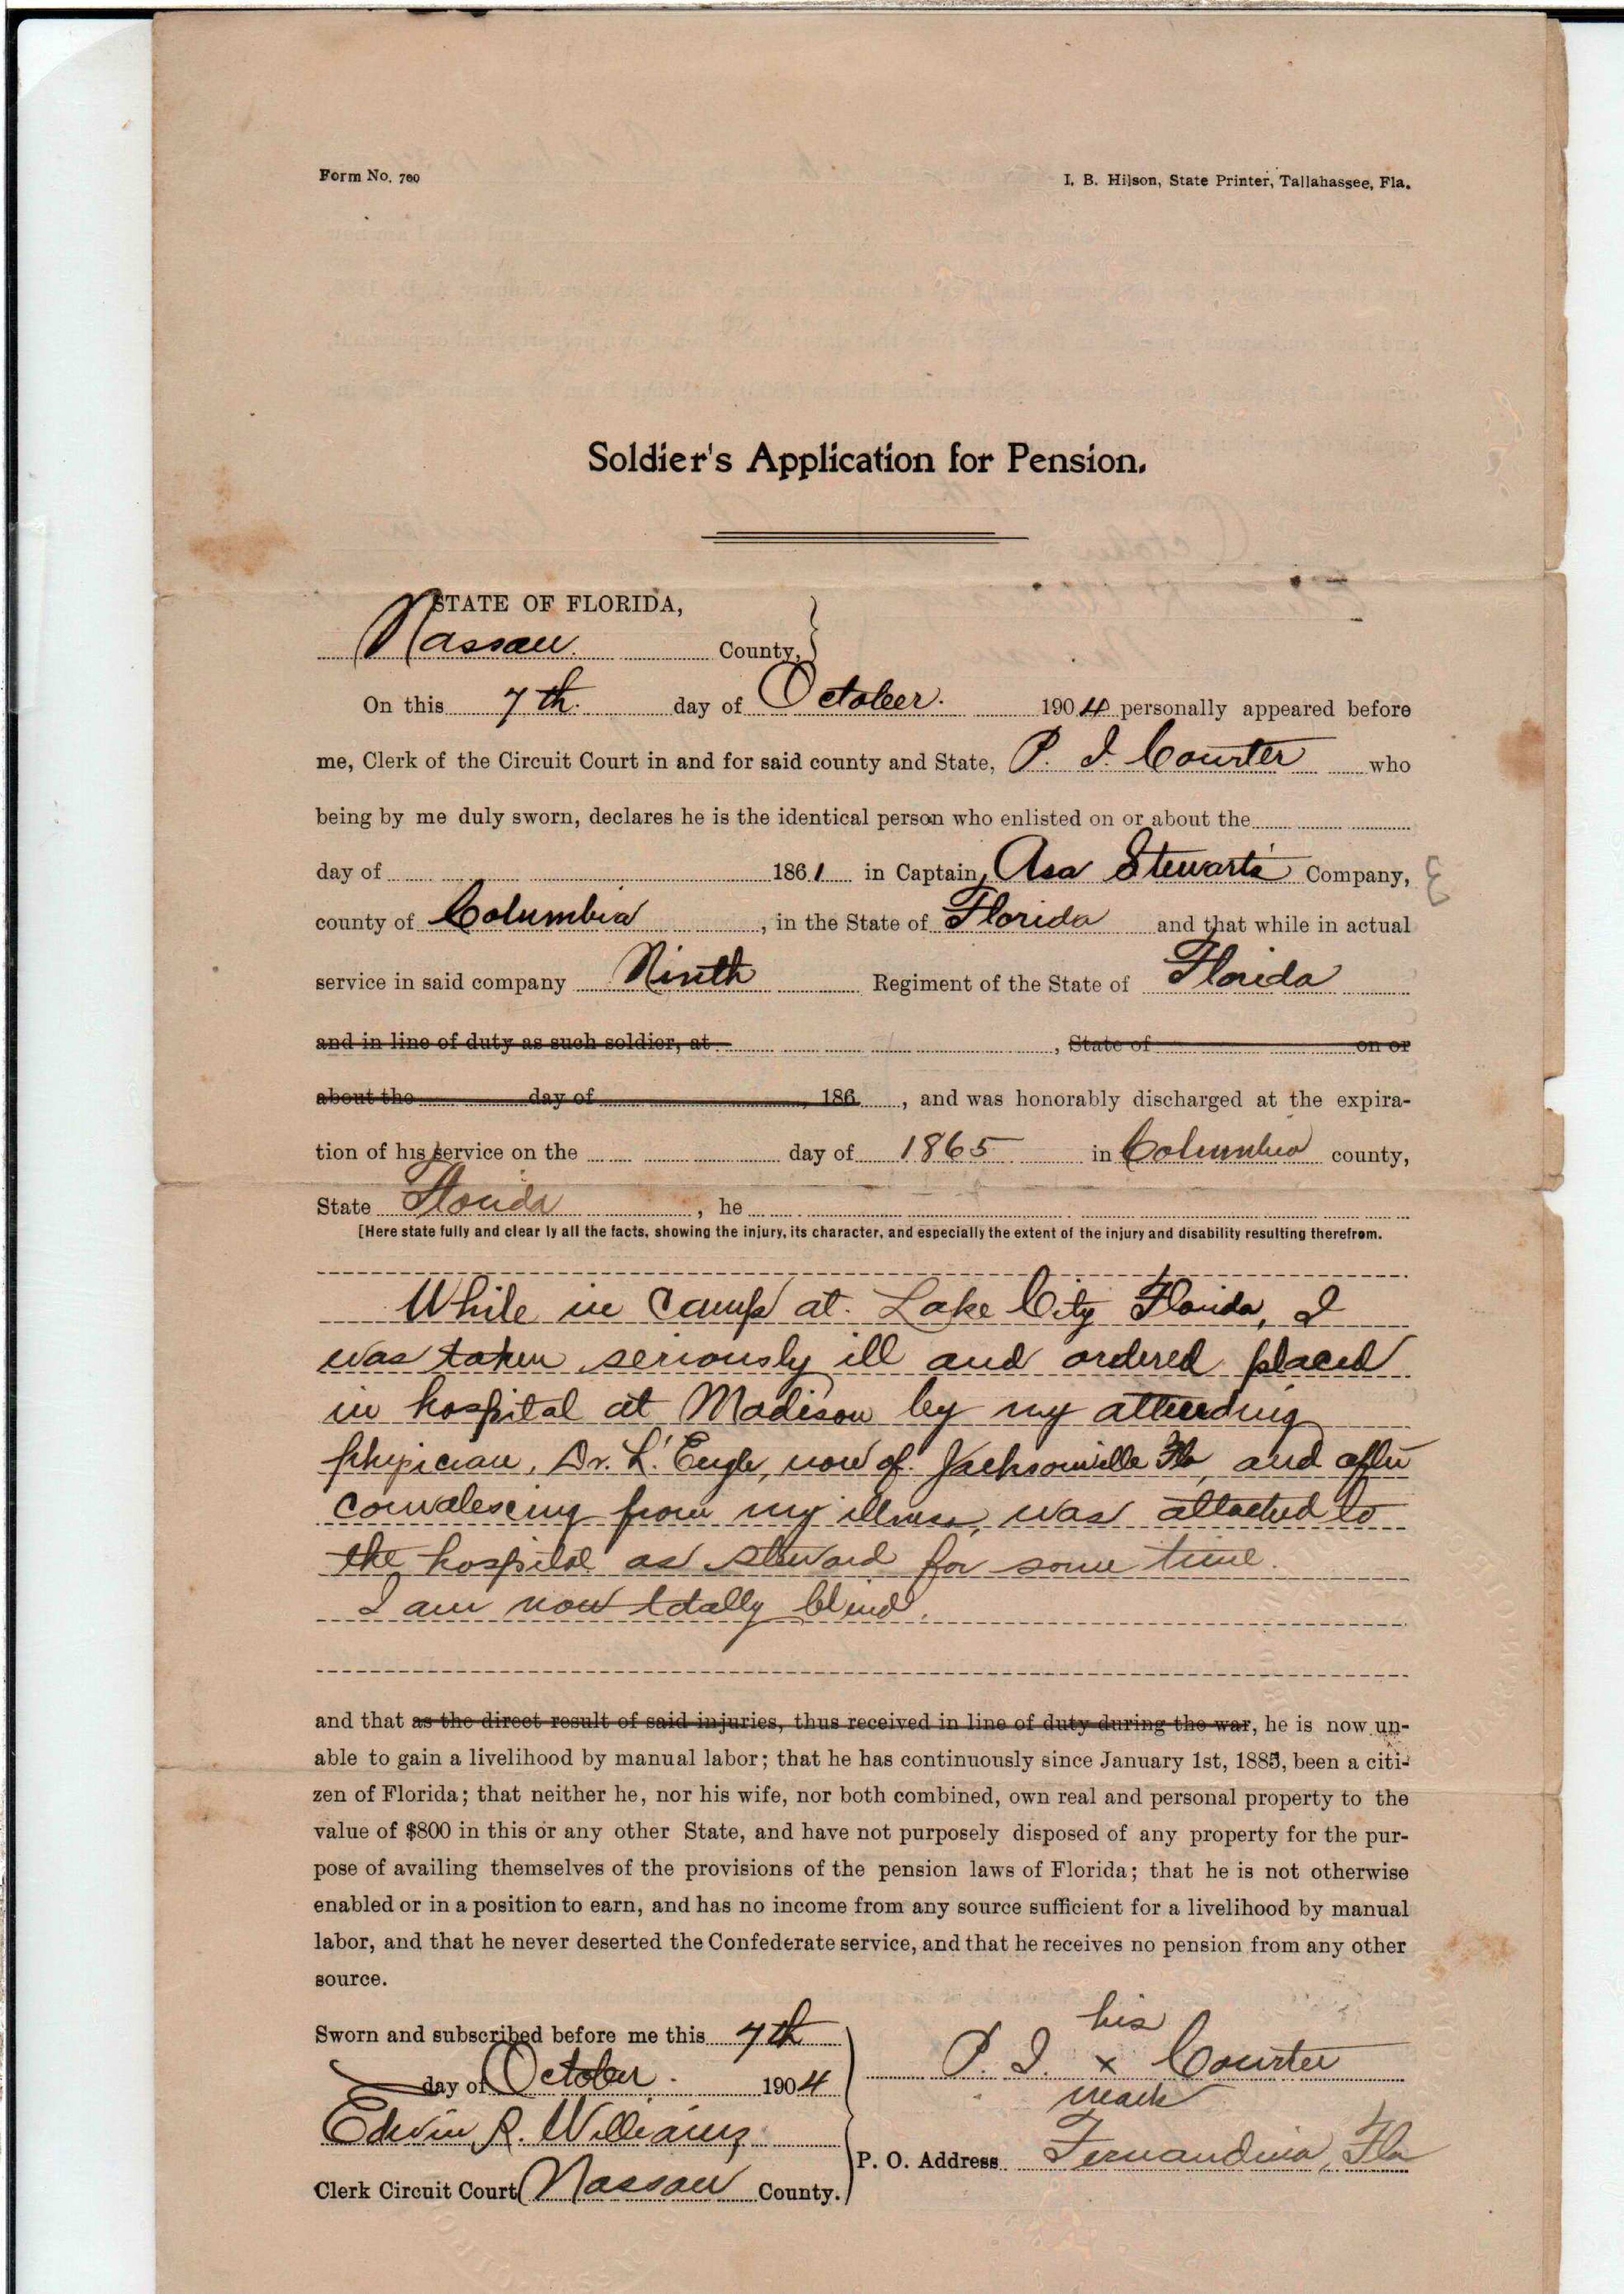 Form No. 700
I. B. Hilson, State Printer, Tallahassee, Fla.
Soldier's Application for Pension.
STATE OF FLORIDA,
Nassau County,
On this 7th. day of October. 1904 personally appeared before
me, Clerk of the Circuit Court in and for said county and State, P. I. Courter who
being by me duly sworn, declares he is the identical person who enlisted on or about the
day of 1861 in Captain, Asa Stewarts' Company,
county of Columbia, in the State of Florida and that while in actual
service in said company Ninth Regiment of the State of Florida
and in line of duty as such soldier, at , State of on or
about the day of , 186 , and was honorably discharged at the expira-
tion of his service on the day of 1865 in Columbia county,
State Florida , he
[Here state fully and clear ly all the facts, showing the injury, its character, and especially the extent of the injury and disability resulting therefrom.
While in camp at. Lake City Florida, I
was taken seriously ill and ordered placed
in hospital at Madison by my attending
physician, Dr. L'Engle, now of Jacksonville Fla, and after
convalescing from my illness, was attached to
the hospital as steward for some time.
I am now totally blind.
and that as the direct result of said injuries, thus received in line of duty during the war, he is now un-
able to gain a livelihood by manual labor; that he has continuously since January 1st, 1885, been a citi-
zen of Florida; that neither he, nor his wife, nor both combined, own real and personal property to the
value of $800 in this or any other State, and have not purposely disposed of any property for the pur-
pose of availing themselves of the provisions of the pension laws of Florida; that he is not otherwise
enabled or in a position to earn, and has no income from any source sufficient for a livelihood by manual
labor, and that he never deserted the Confederate service, and that he receives no pension from any other
source.
Sworn and subscribed before me this 7th
day of October. 1904
Edwin R. Williams
Clerk Circuit Court Nassau County.
his
P. I. x Courter
mark
P. O. Address Fernandina, Fla